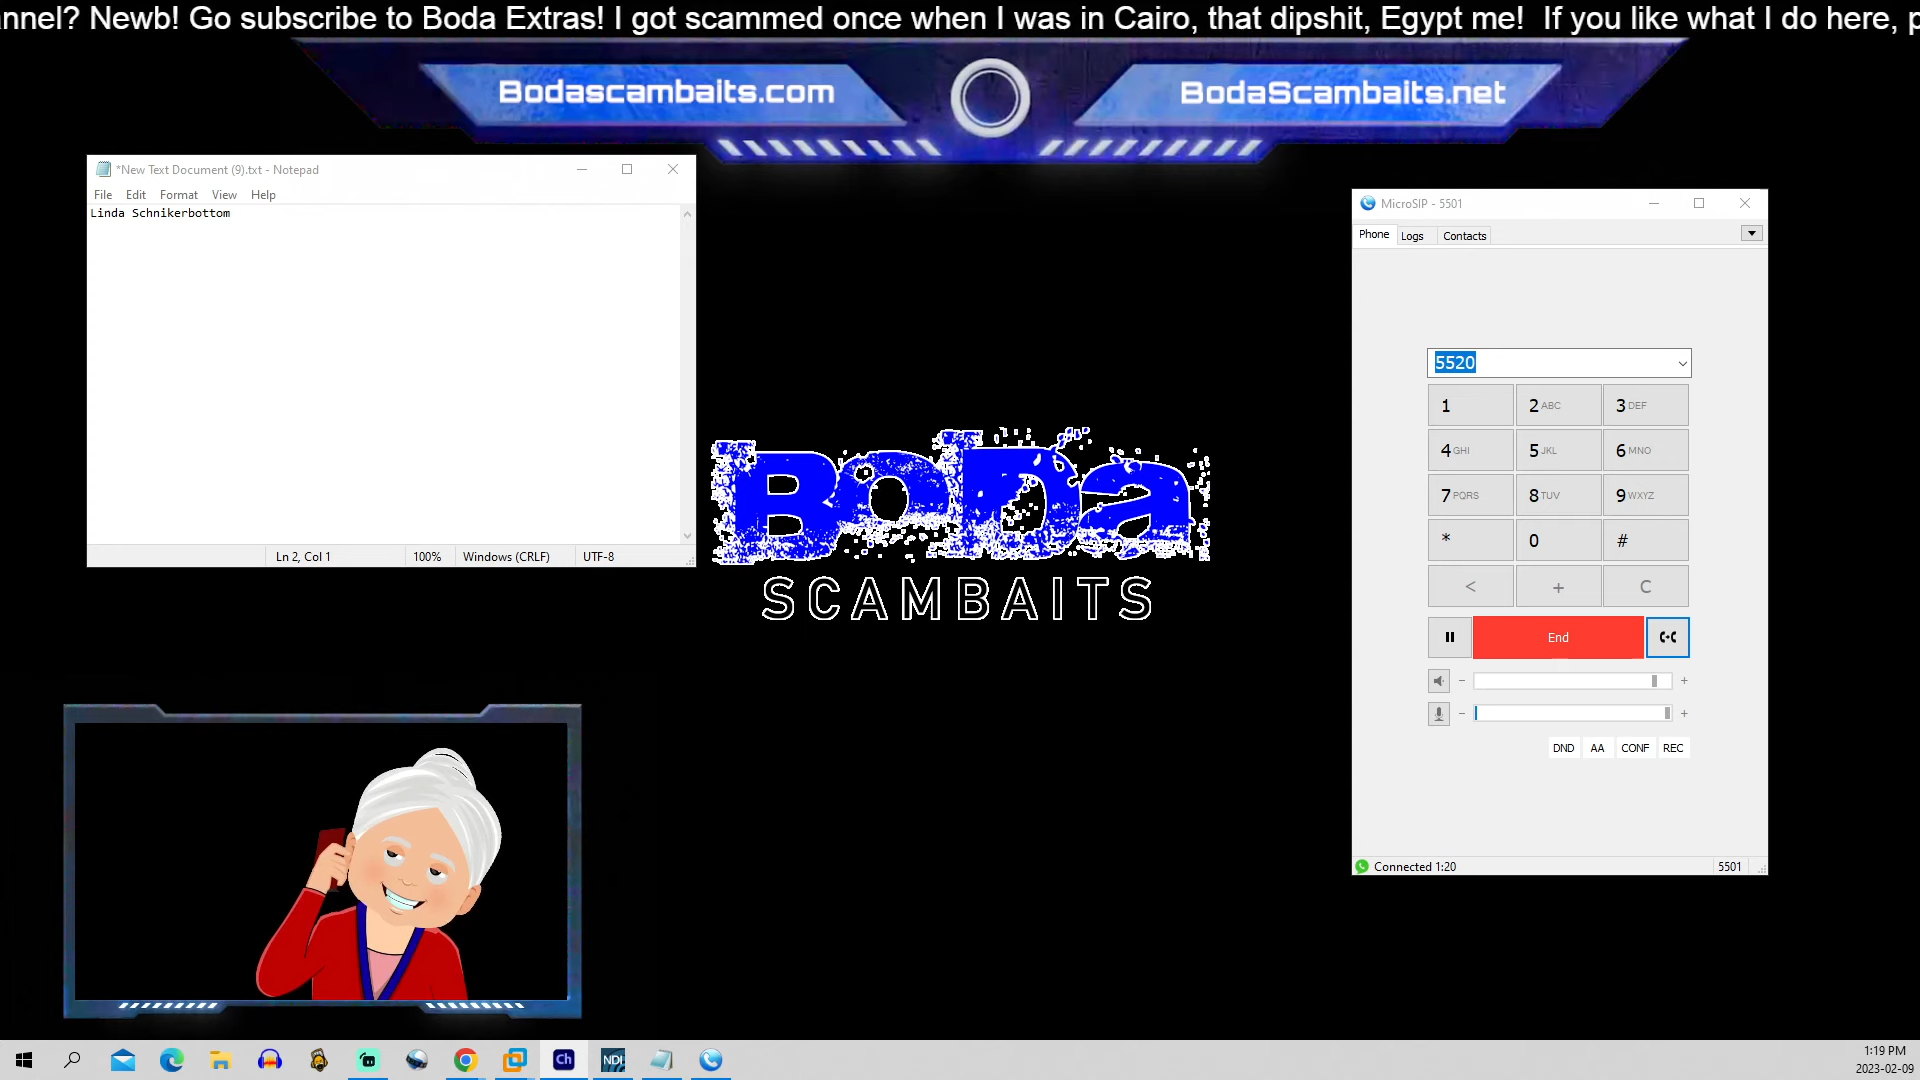 nnel? Newb! Go subscribe to Boda Extras! I got scammed once when I was in Cairo, that dipshit, Egypt me! If you like what I do here, p
Bodascambaits.com
BodaScambaits.net
*New Text Document (9).txt - Notepad
File Edit Format View Help
Linda Schnikerbottom
Ln 2, Col 1 100% Windows (CRLF) UTF-8
BoDa
SCAMBAITS
MicroSIP - 5501
Phone Logs Contacts
5520
1 2 ABC 3 DEF
4 GHI 5 JKL 6 MNO
7 PQRS 8 TUV 9 WXYZ
* 0 #
< + C
End
- +
- +
DND AA CONF REC
Connected 1:20 5501
Ch
NDI
1:19 PM
2023-02-09